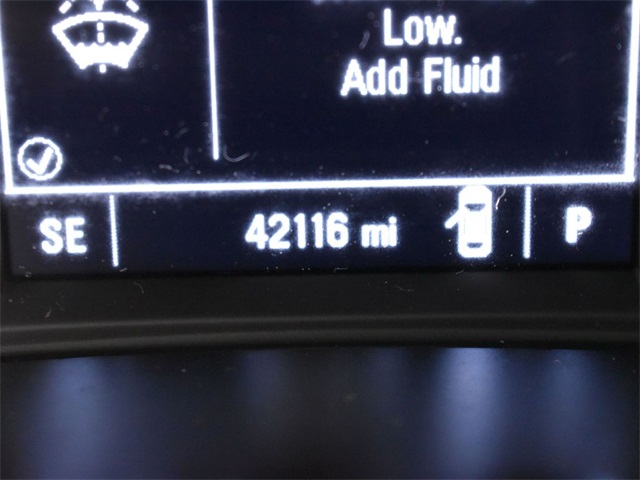 Low.
Add Fluid
SE
42116 mi
P